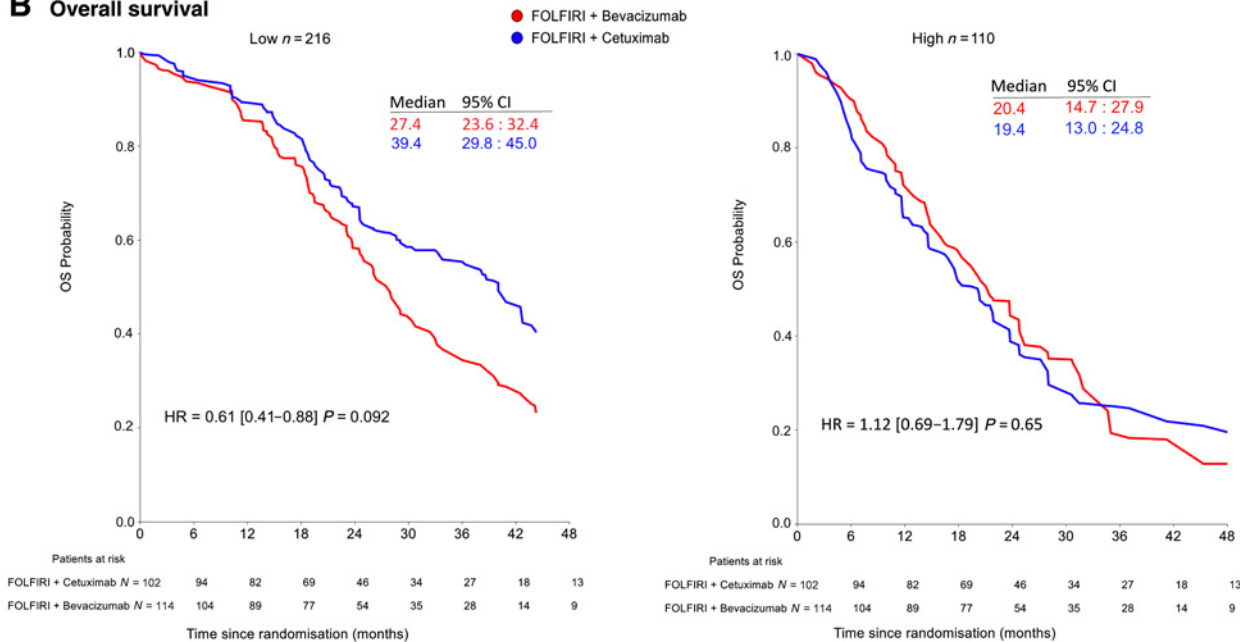 B Overall survival
FOLFIRI + Bevacizumab
FOLFIRI + Cetuximab
Low n = 216
Median 95% CI
27.4 23.6 : 32.4
39.4 29.8 : 45.0
1.0
0.8
0.6
0.4
0.2
0.0
OS Probability
HR = 0.61 [0.41–0.88] P = 0.092
0 6 12 18 24 30 36 42 48
Patients at risk
FOLFIRI + Cetuximab N = 102 94 82 69 46 34 27 18 13
FOLFIRI + Bevacizumab N = 114 104 89 77 54 35 28 14 9
Time since randomisation (months)
High n = 110
Median 95% CI
20.4 14.7 : 27.9
19.4 13.0 : 24.8
1.0
0.8
0.6
0.4
0.2
0.0
OS Probability
HR = 1.12 [0.69–1.79] P = 0.65
0 6 12 18 24 30 36 42 48
Patients at risk
FOLFIRI + Cetuximab N = 102 94 82 69 46 34 27 18 13
FOLFIRI + Bevacizumab N = 114 104 89 77 54 35 28 14 9
Time since randomisation (months)